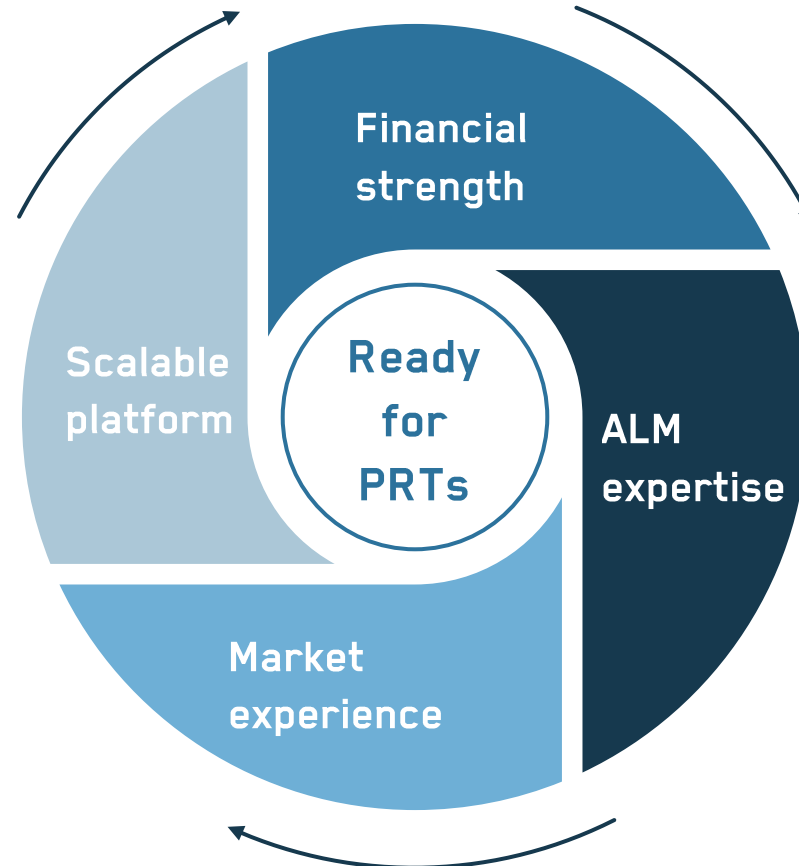 Financial
strength
Ready
for
PRTs
Scalable
platform
ALM
expertise
Market
experience